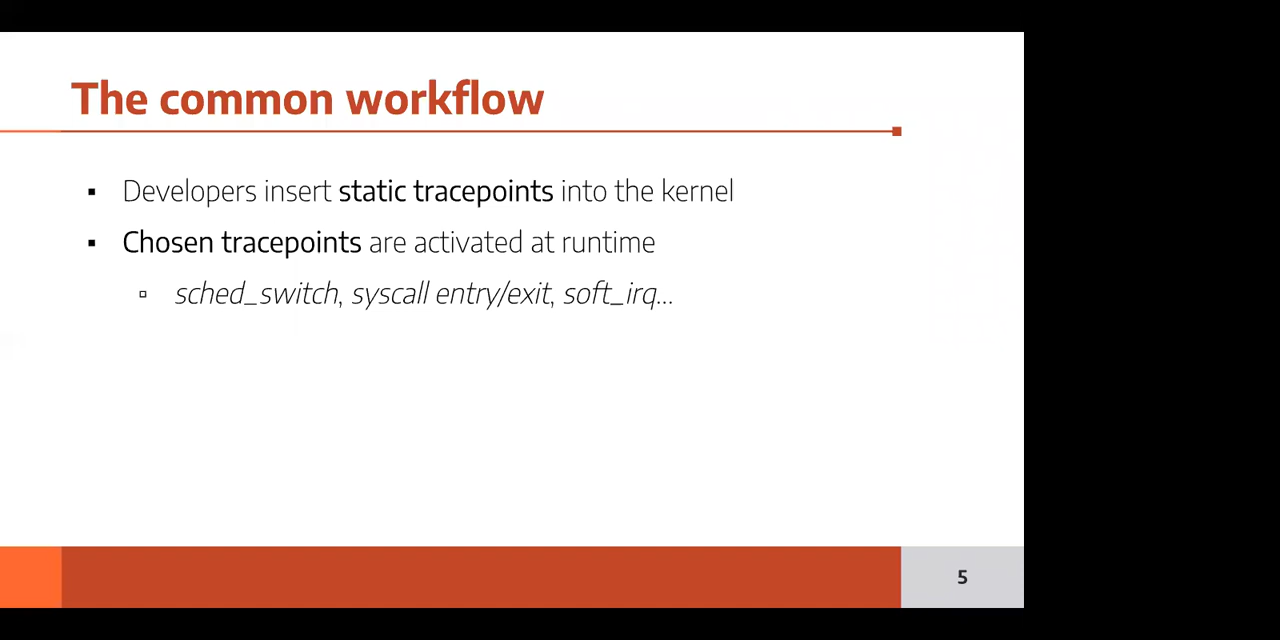 The common workflow
▪ Developers insert static tracepoints into the kernel
▪ Chosen tracepoints are activated at runtime
▫ sched_switch, syscall entry/exit, soft_irq...
5